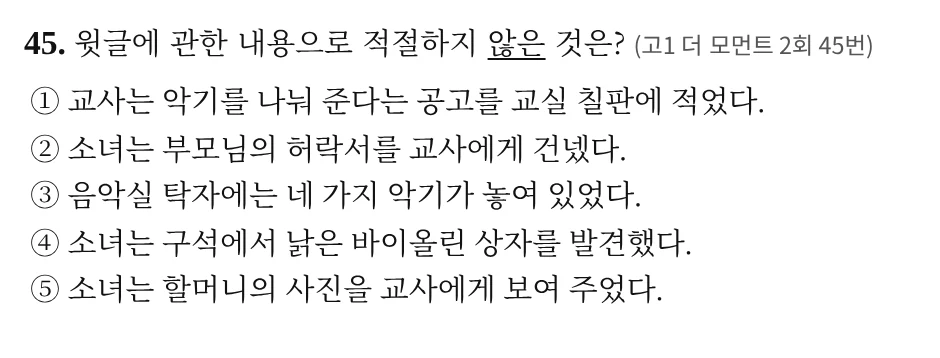 45. 윗글에 관한 내용으로 적절하지 않은 것은? (고1 더 모먼트 2회 45번)
① 교사는 악기를 나눠 준다는 공고를 교실 칠판에 적었다.
② 소녀는 부모님의 허락서를 교사에게 건넸다.
③ 음악실 탁자에는 네 가지 악기가 놓여 있었다.
④ 소녀는 구석에서 낡은 바이올린 상자를 발견했다.
⑤ 소녀는 할머니의 사진을 교사에게 보여 주었다.